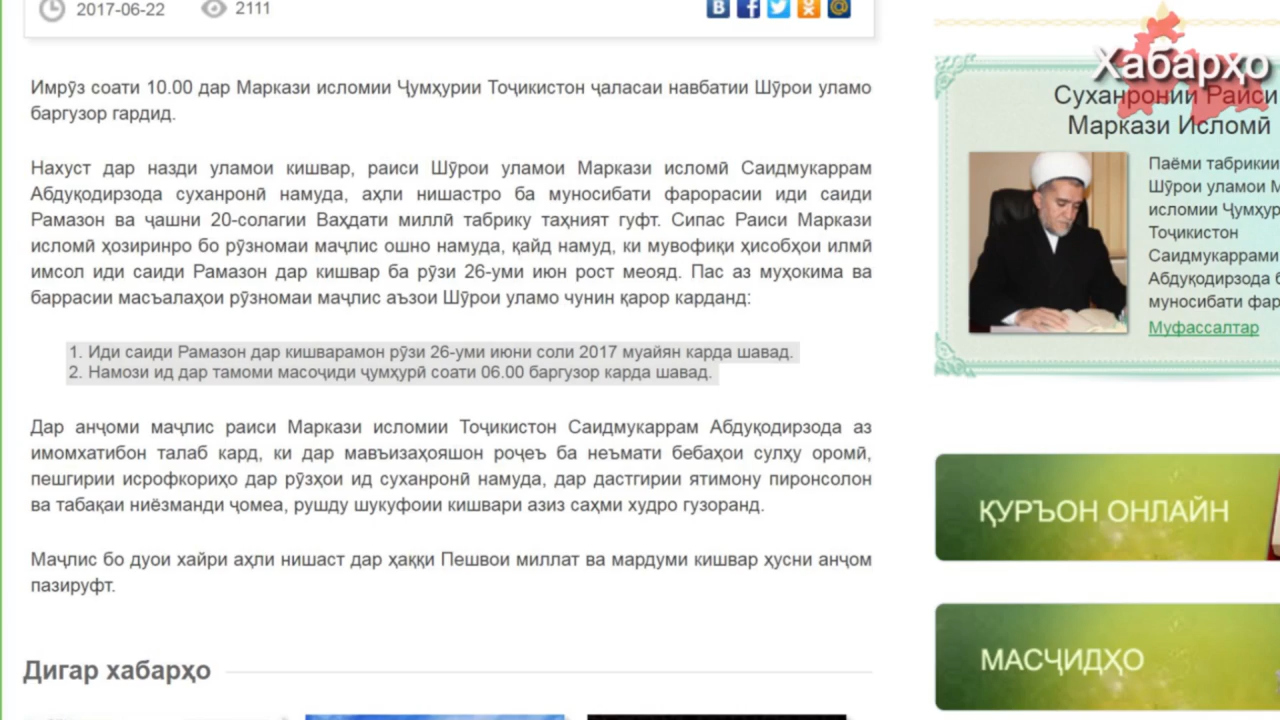 2017-06-22 2111
Имрӯз соати 10.00 дар Маркази исломии Ҷумҳурии Тоҷикистон ҷаласаи навбатии Шӯрои уламо
баргузор гардид.
Нахуст дар назди уламои кишвар, раиси Шӯрои уламои Маркази исломӣ Саидмукаррам
Абдуқодирзода суханронӣ намуда, аҳли нишастро ба муносибати фарорасии иди саиди
Рамазон ва ҷашни 20-солагии Ваҳдати миллӣ табрику таҳният гуфт. Сипас Раиси Маркази
исломӣ ҳозиринро бо рӯзномаи маҷлис ошно намуда, қайд намуд, ки мувофиқи ҳисобҳои илмӣ
имсол иди саиди Рамазон дар кишвар ба рӯзи 26-уми июн рост меояд. Пас аз муҳокима ва
баррасии масъалаҳои рӯзномаи маҷлис аъзои Шӯрои уламо чунин қарор карданд:
1. Иди саиди Рамазон дар кишварамон рӯзи 26-уми июни соли 2017 муайян карда шавад.
2. Намози ид дар тамоми масоҷиди ҷумҳурӣ соати 06.00 баргузор карда шавад.
Дар анҷоми маҷлис раиси Маркази исломии Тоҷикистон Саидмукаррам Абдуқодирзода аз
имомхатибон талаб кард, ки дар мавъизаҳояшон роҷеъ ба неъмати бебаҳои сулҳу оромӣ,
пешгирии исрофкориҳо дар рӯзҳои ид суханронӣ намуда, дар дастгирии ятимону пиронсолон
ва табақаи ниёзманди ҷомеа, рушду шукуфоии кишвари азиз саҳми худро гузоранд.
Маҷлис бо дуои хайри аҳли нишаст дар ҳаққи Пешвои миллат ва мардуми кишвар ҳусни анҷом
пазируфт.
Дигар хабарҳо
Хабарҳо
Суханронии Раиси
Маркази Исломӣ
Паёми табрикии
Шӯрои уламои М
исломии Ҷумҳур
Тоҷикистон
Саидмукаррами
Абдуқодирзода б
муносибати фар
Муфассалтар
ҚУРЪОН ОНЛАЙН
МАСҶИДҲО